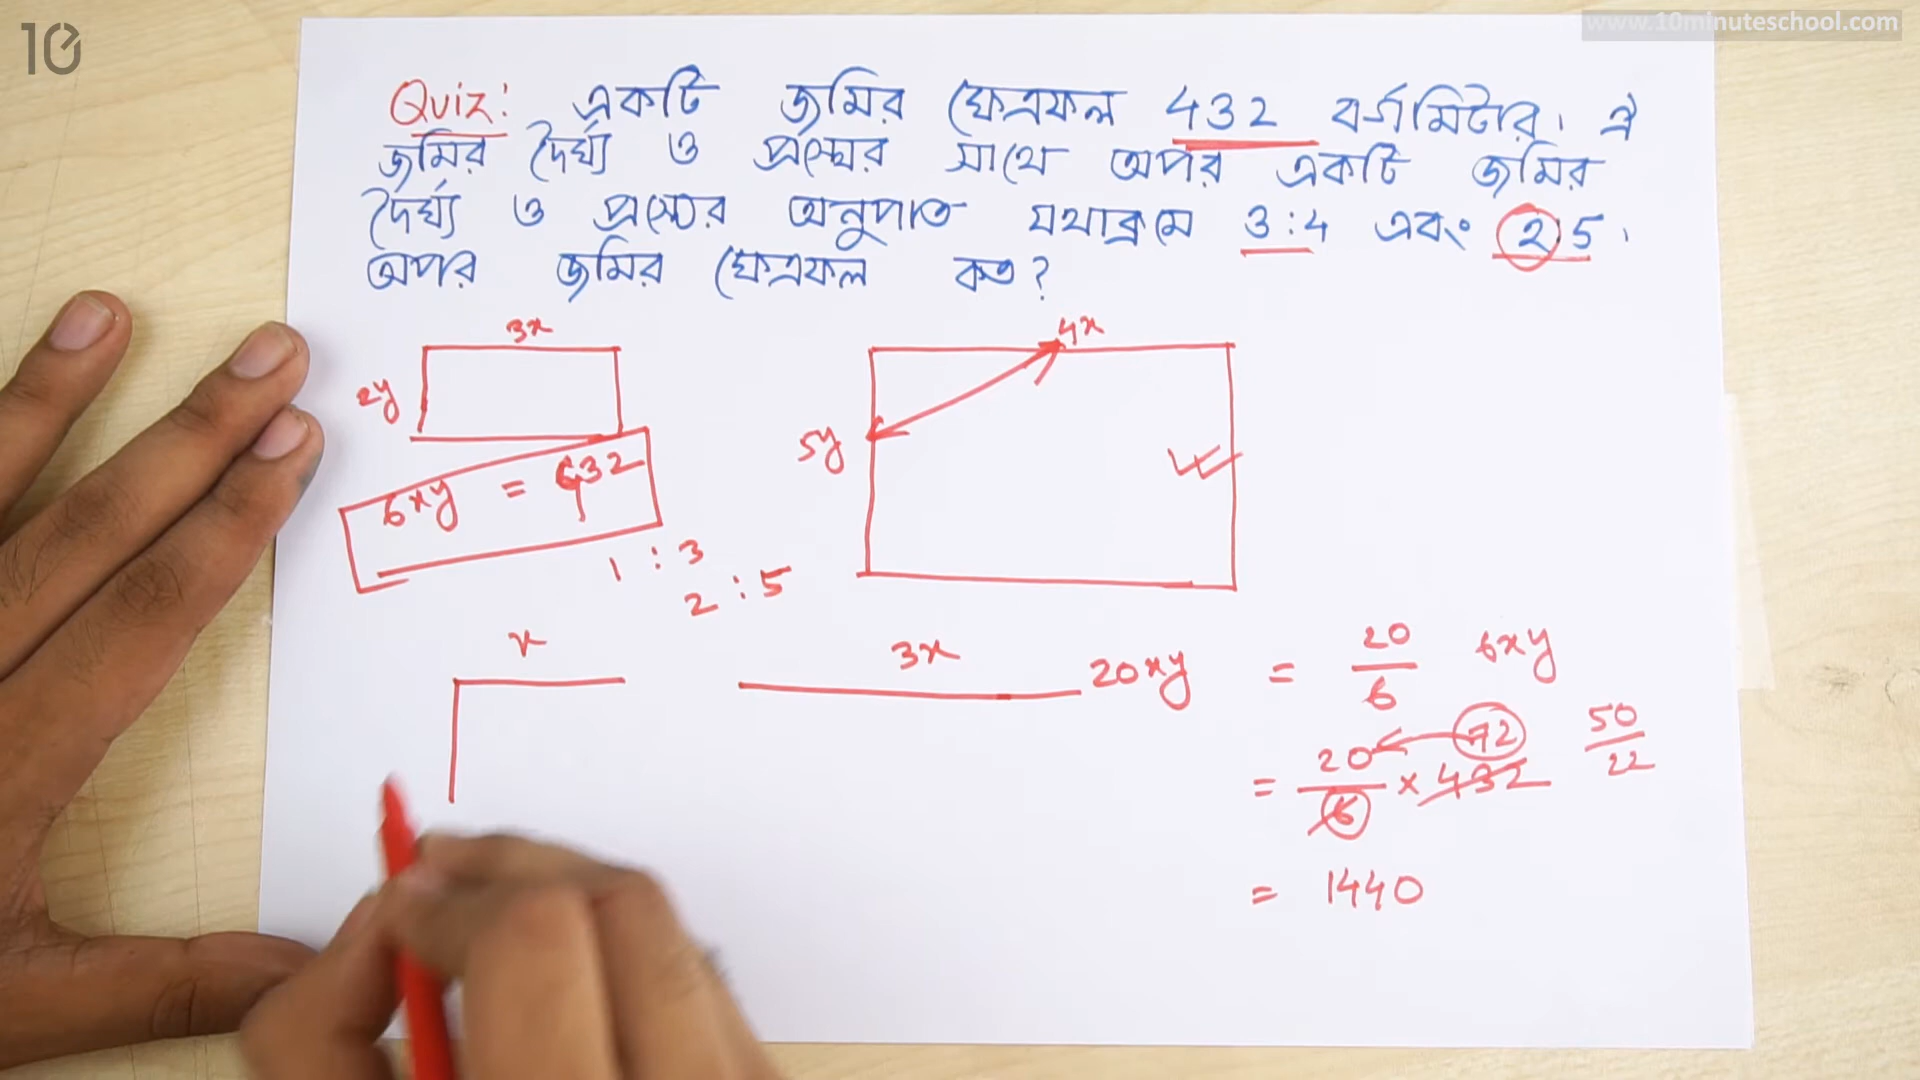 10
www.10minuteschool.com
Quiz: একটি জমির ক্ষেত্রফল 432 বর্গমিটার। ঐ
জমির দৈর্ঘ্য ও প্রস্থের সাথে অপর একটি জমির
দৈর্ঘ্য ও প্রস্থের অনুপাত যথাক্রমে 3:4 এবং 2:5।
অপর জমির ক্ষেত্রফল কত?
3x
4x
2y
5y
6xy = 432
1 : 3
2 : 5
x
3x
20xy = 20/6 6xy
= 20/6 × 432 72
50/22
= 1440